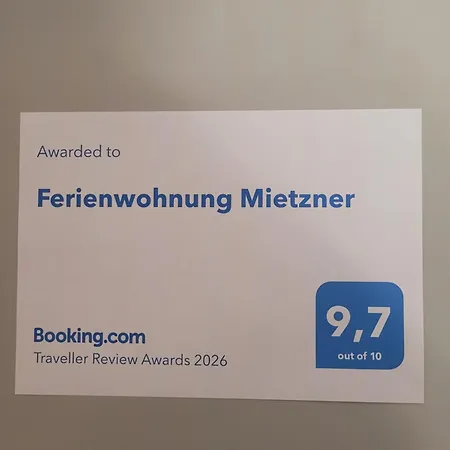 Awarded to
Ferienwohnung Mietzner
9,7
out of 10
Booking.com
Traveller Review Awards 2026